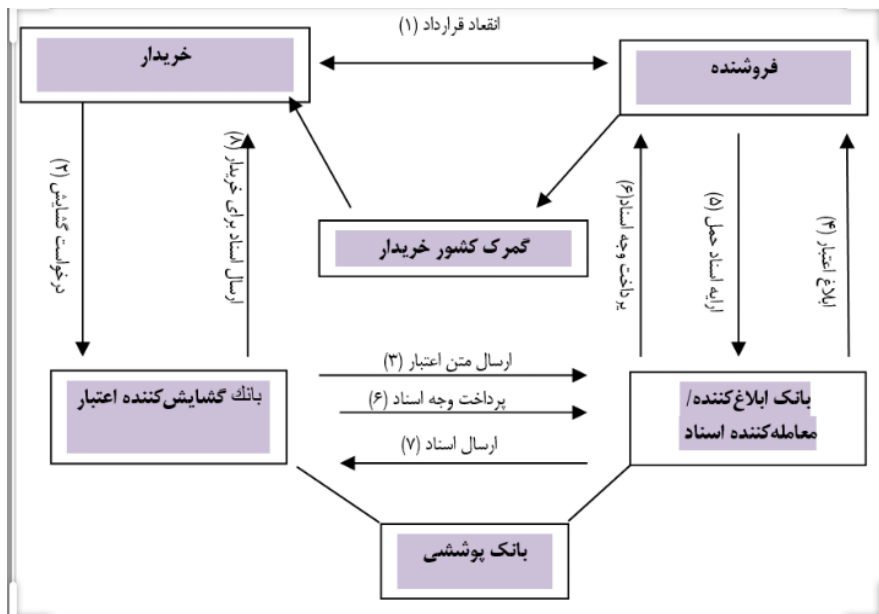 انعقاد قرارداد (۱)
خریدار
فروشنده
درخواست گشایش (۲)
ارسال اسناد برای خریدار (۸)
پرداخت وجه اسناد(۶)
ارایه اسناد حمل (۵)
ابلاغ اعتبار (۴)
گمرک کشور خریدار
ارسال متن اعتبار (۳)
پرداخت وجه اسناد (۶)
ارسال اسناد (۷)
بانك گشایش‌کننده اعتبار
بانک ابلاغ‌کننده/
معامله‌کننده اسناد
بانک پوششی